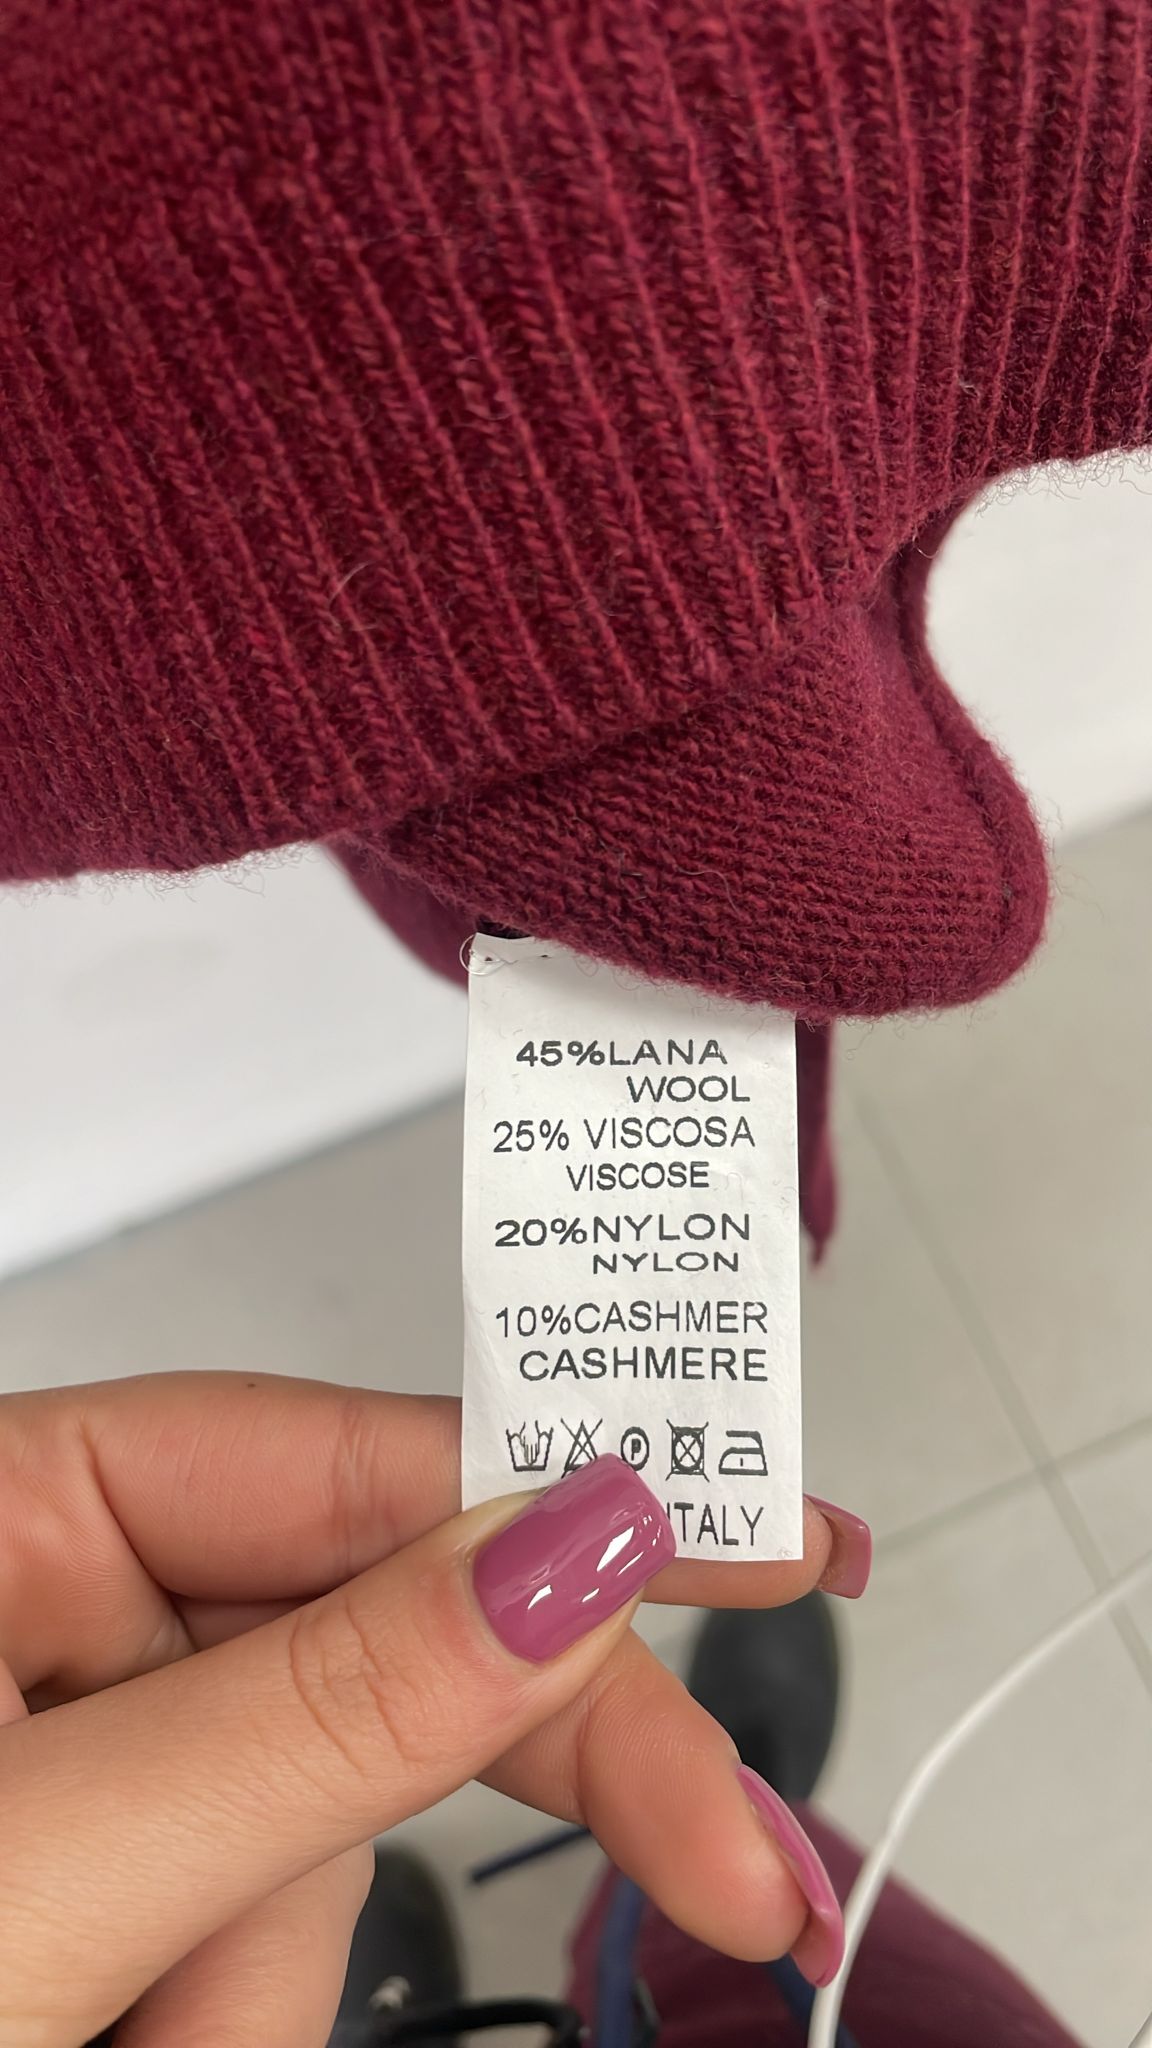 45%LANA
WOOL
25% VISCOSA
VISCOSE
20%NYLON
NYLON
10%CASHMER
CASHMERE
P
ITALY